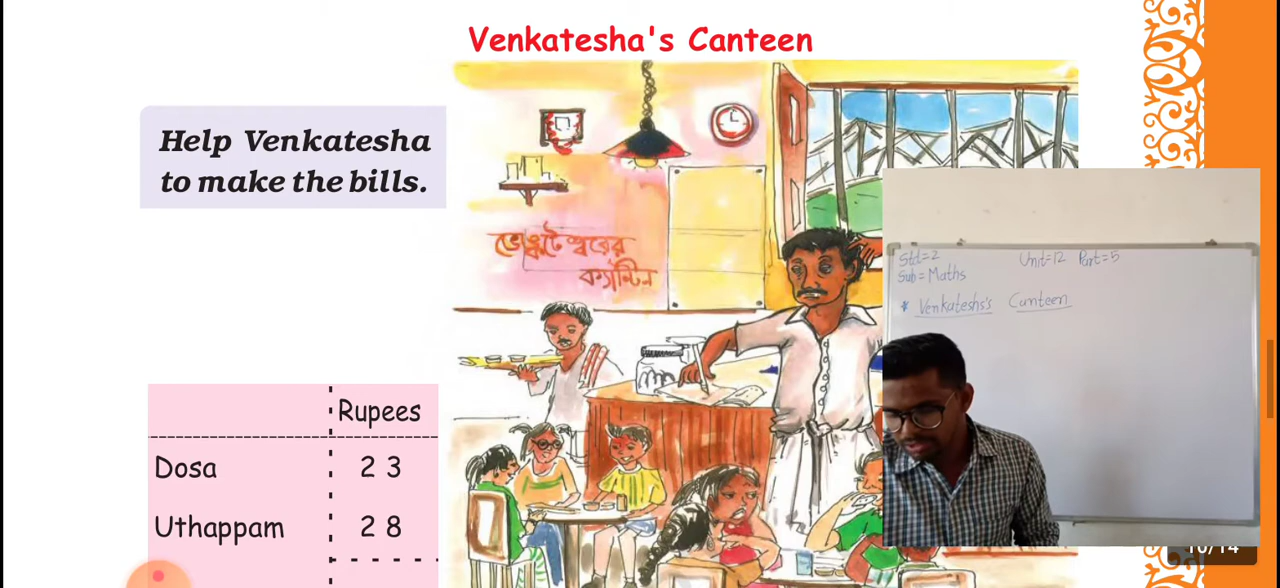 Venkatesha's Canteen
Help Venkatesha
to make the bills.
ভেঙ্কটেশ্বরের
ক্যান্টিন
Rupees
Dosa 2 3
Uthappam 2 8
Std=2 Unit=12 Part=5
Sub=Maths
* Venkateshs's Canteen
10/14